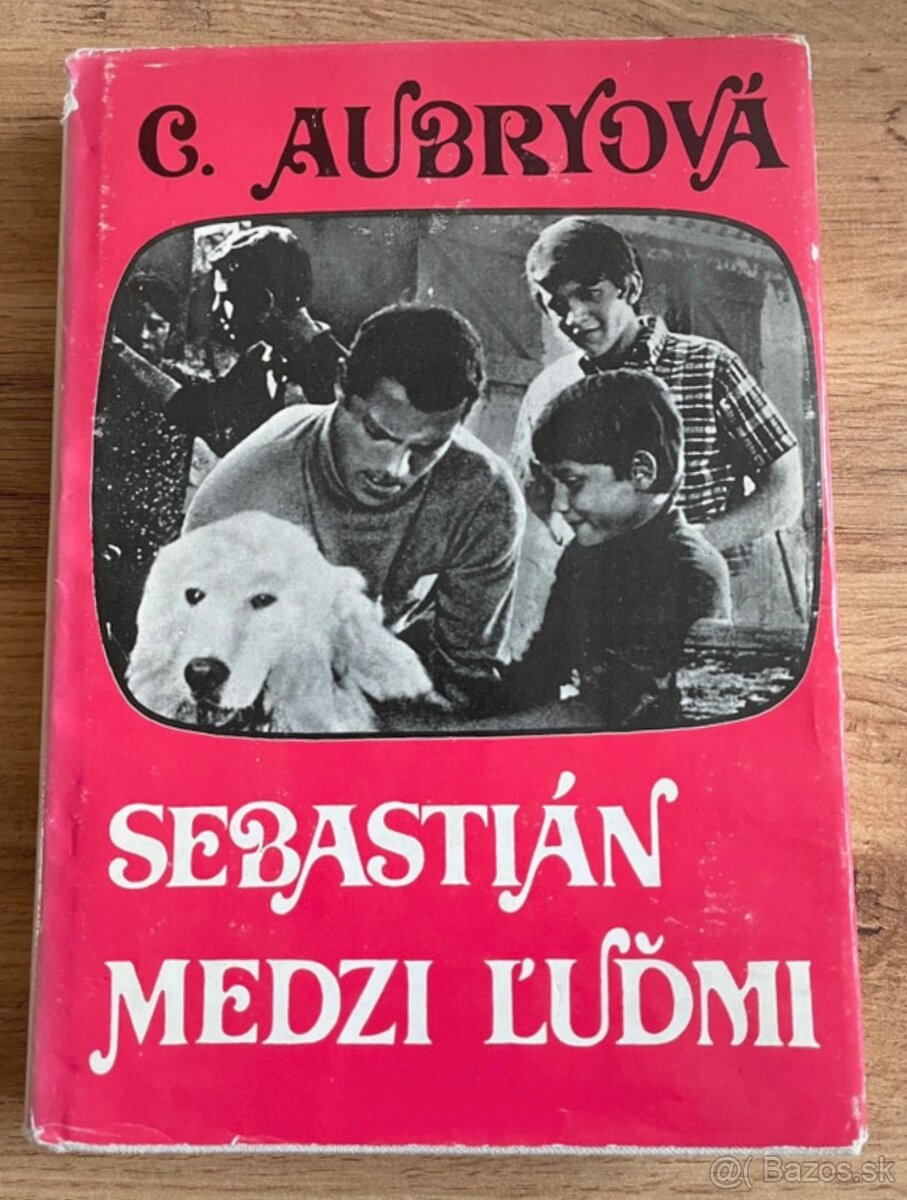 C. AUBRYOVÁ
SEBASTIÁN
MEDZI ĽUĎMI
@( Bazos.sk